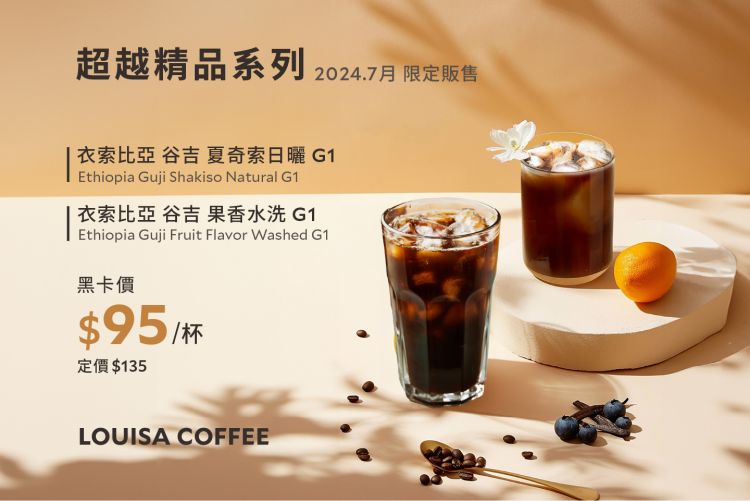 超越精品系列 2024.7月 限定販售
衣索比亞 谷吉 夏奇索日曬 G1
Ethiopia Guji Shakiso Natural G1
衣索比亞 谷吉 果香水洗 G1
Ethiopia Guji Fruit Flavor Washed G1
黑卡價
$95/杯
定價 $135
LOUISA COFFEE